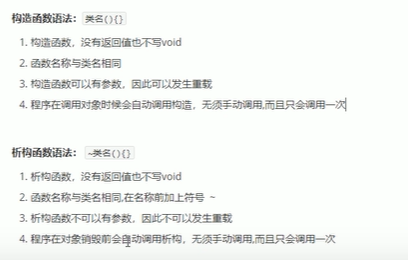 构造函数语法：类名(){}
1. 构造函数，没有返回值也不写void
2. 函数名称与类名相同
3. 构造函数可以有参数，因此可以发生重载
4. 程序在调用对象时候会自动调用构造，无须手动调用,而且只会调用一次
析构函数语法：~类名(){}
1. 析构函数，没有返回值也不写void
2. 函数名称与类名相同,在名称前加上符号 ~
3. 析构函数不可以有参数，因此不可以发生重载
4. 程序在对象销毁前会自动调用析构，无须手动调用,而且只会调用一次